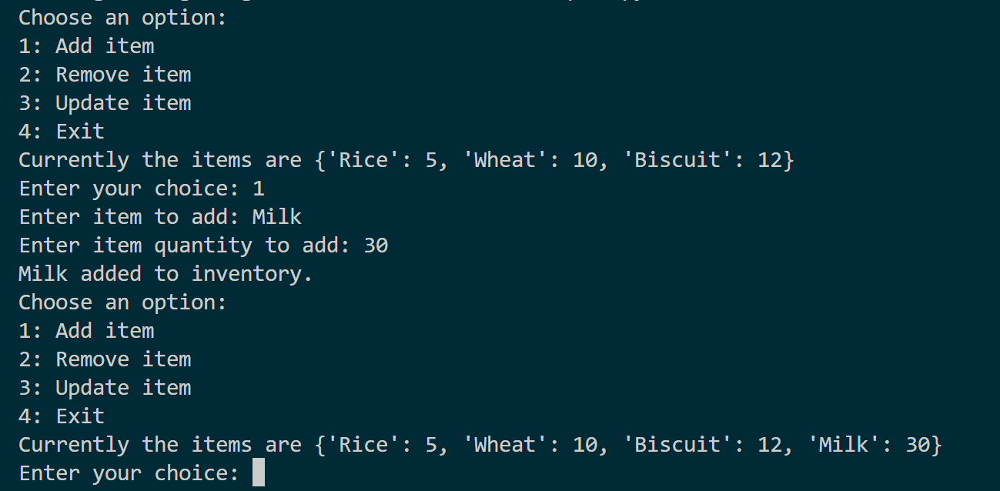 Choose an option:
1: Add item
2: Remove item
3: Update item
4: Exit
Currently the items are {'Rice': 5, 'Wheat': 10, 'Biscuit': 12}
Enter your choice: 1
Enter item to add: Milk
Enter item quantity to add: 30
Milk added to inventory.
Choose an option:
1: Add item
2: Remove item
3: Update item
4: Exit
Currently the items are {'Rice': 5, 'Wheat': 10, 'Biscuit': 12, 'Milk': 30}
Enter your choice: